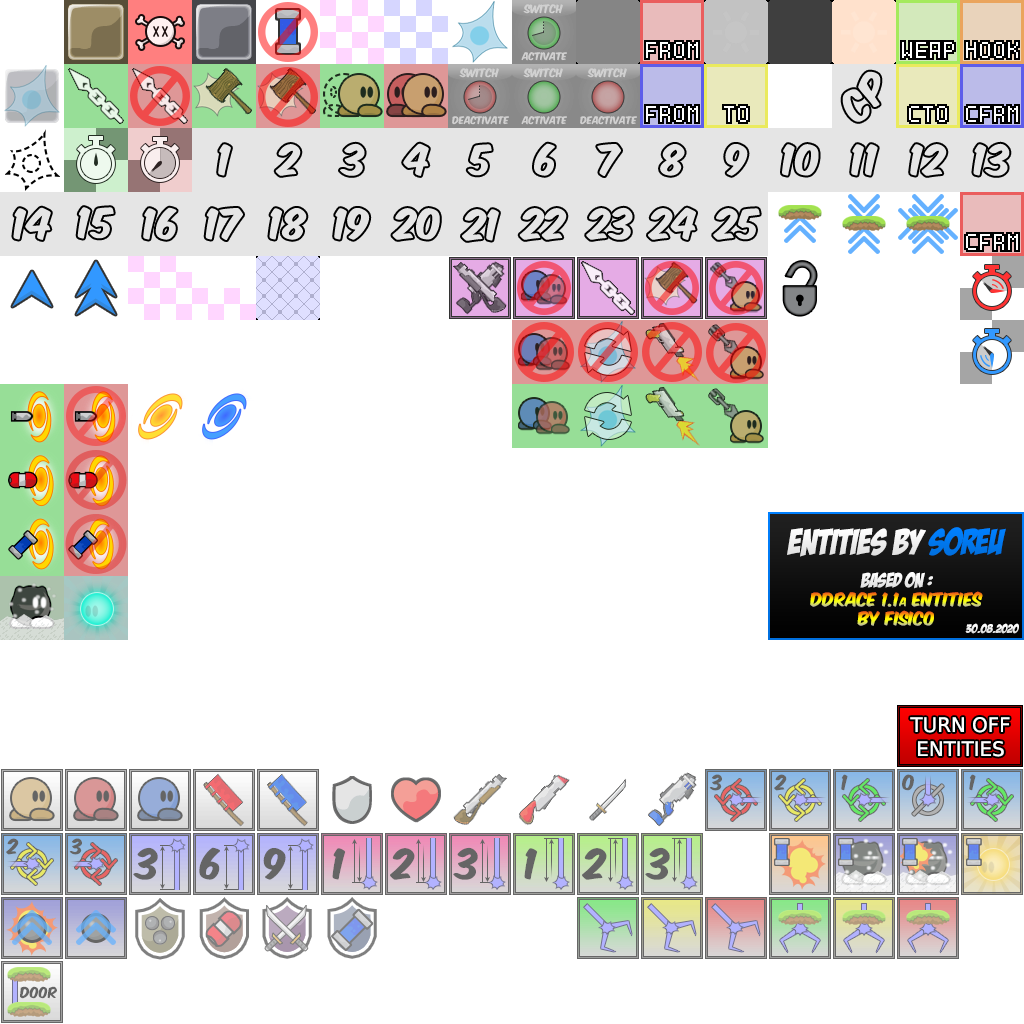 SWITCH
ACTIVATE
FROM
WEAP
HOOK
SWITCH
DEACTIVATE
SWITCH
ACTIVATE
SWITCH
DEACTIVATE
FROM
TO
CP
CTO
CFRM
1 2 3 4 5 6 7 8 9 10 11 12 13
14 15 16 17 18 19 20 21 22 23 24 25
CFRM
ENTITIES BY SOREU
BASED ON :
DDRACE 1.1A ENTITIES
BY FISICO
30.08.2020
TURN OFF
ENTITIES
3 2 1 0 1
2 3 3 6 9 1 2 3 1 2 3
DOOR